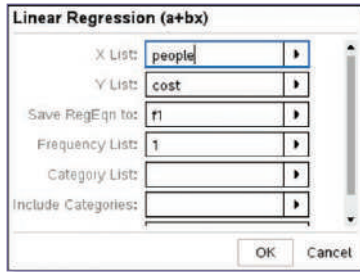 Linear Regression (a+bx)
X List: people
Y List: cost
Save RegEqn to: f1
Frequency List: 1
Category List:
Include Categories:
OK Cancel